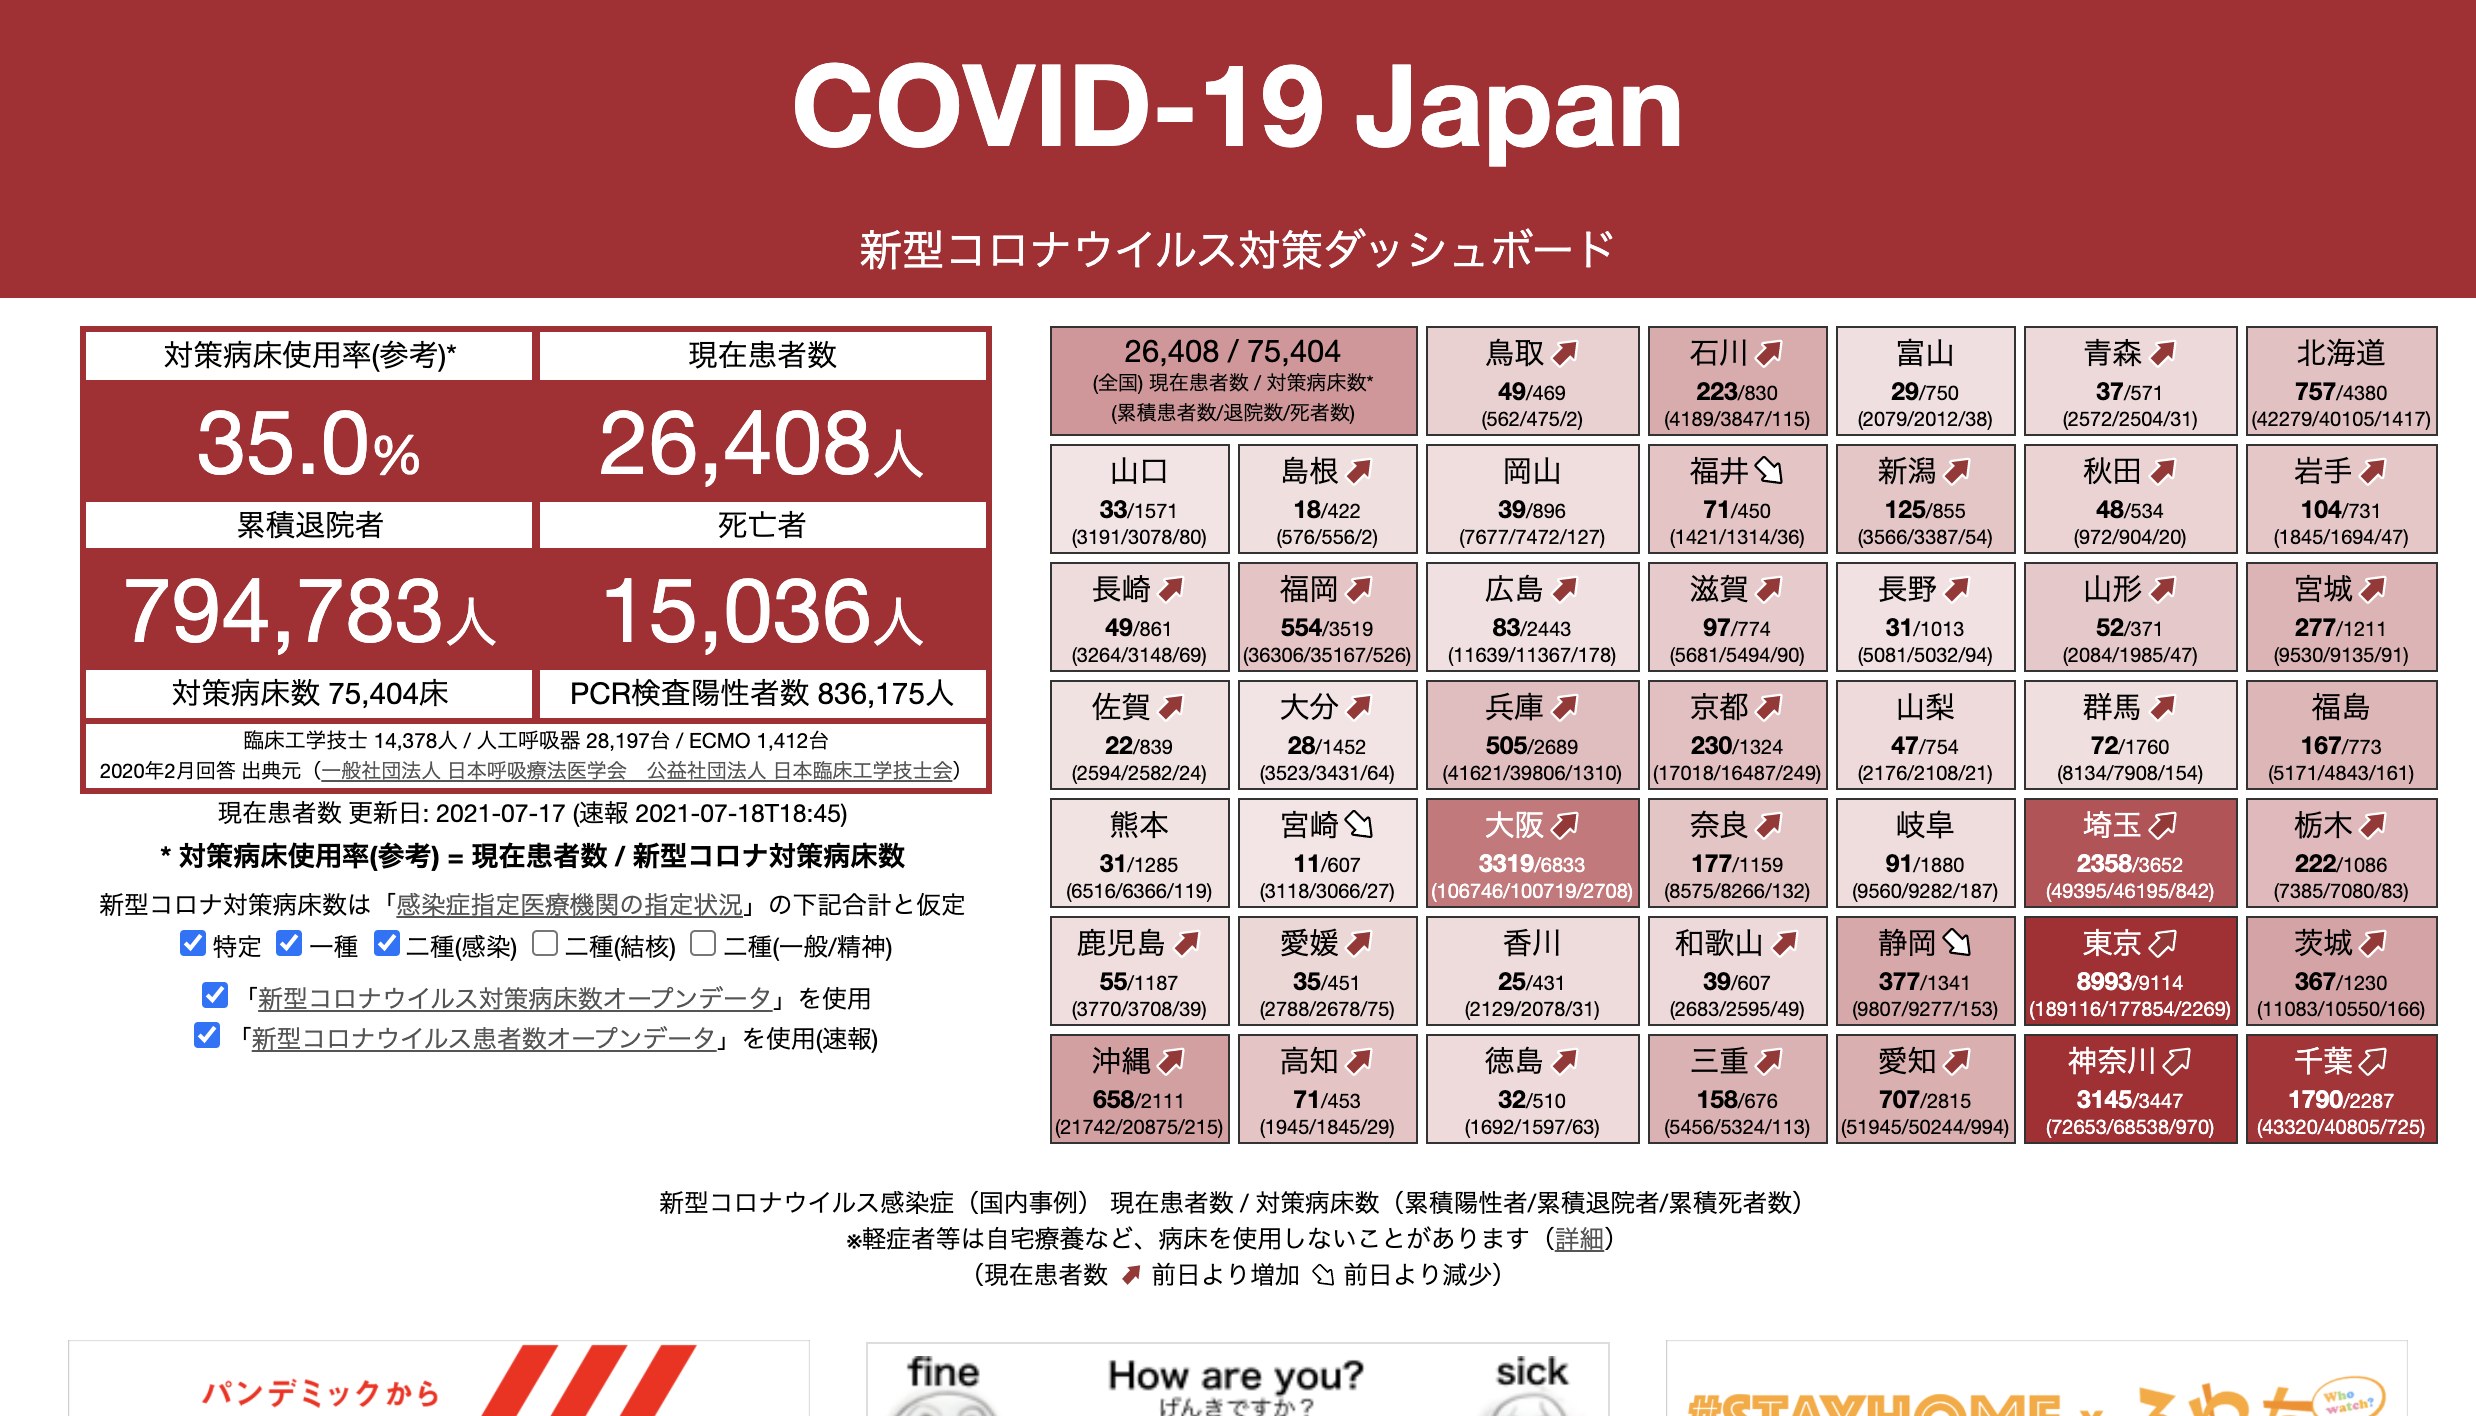 COVID-19 Japan
新型コロナウイルス対策ダッシュボード
対策病床使用率(参考)*
現在患者数
35.0%
26,408人
累積退院者
死亡者
794,783人
15,036人
対策病床数 75,404床
PCR検査陽性者数 836,175人
臨床工学技士 14,378人 / 人工呼吸器 28,197台 / ECMO 1,412台
2020年2月回答 出典元（一般社団法人 日本呼吸療法医学会　公益社団法人 日本臨床工学技士会）
現在患者数 更新日: 2021-07-17 (速報 2021-07-18T18:45)
* 対策病床使用率(参考) = 現在患者数 / 新型コロナ対策病床数
新型コロナ対策病床数は「感染症指定医療機関の指定状況」の下記合計と仮定
特定 一種 二種(感染) 二種(結核) 二種(一般/精神)
「新型コロナウイルス対策病床数オープンデータ」を使用
「新型コロナウイルス患者数オープンデータ」を使用(速報)
26,408 / 75,404
(全国) 現在患者数 / 対策病床数*
(累積患者数/退院数/死者数)
鳥取
49/469
(562/475/2)
石川
223/830
(4189/3847/115)
富山
29/750
(2079/2012/38)
青森
37/571
(2572/2504/31)
北海道
757/4380
(42279/40105/1417)
山口
33/1571
(3191/3078/80)
島根
18/422
(576/556/2)
岡山
39/896
(7677/7472/127)
福井
71/450
(1421/1314/36)
新潟
125/855
(3566/3387/54)
秋田
48/534
(972/904/20)
岩手
104/731
(1845/1694/47)
長崎
49/861
(3264/3148/69)
福岡
554/3519
(36306/35167/526)
広島
83/2443
(11639/11367/178)
滋賀
97/774
(5681/5494/90)
長野
31/1013
(5081/5032/94)
山形
52/371
(2084/1985/47)
宮城
277/1211
(9530/9135/91)
佐賀
22/839
(2594/2582/24)
大分
28/1452
(3523/3431/64)
兵庫
505/2689
(41621/39806/1310)
京都
230/1324
(17018/16487/249)
山梨
47/754
(2176/2108/21)
群馬
72/1760
(8134/7908/154)
福島
167/773
(5171/4843/161)
熊本
31/1285
(6516/6366/119)
宮崎
11/607
(3118/3066/27)
大阪
3319/6833
(106746/100719/2708)
奈良
177/1159
(8575/8266/132)
岐阜
91/1880
(9560/9282/187)
埼玉
2358/3652
(49395/46195/842)
栃木
222/1086
(7385/7080/83)
鹿児島
55/1187
(3770/3708/39)
愛媛
35/451
(2788/2678/75)
香川
25/431
(2129/2078/31)
和歌山
39/607
(2683/2595/49)
静岡
377/1341
(9807/9277/153)
東京
8993/9114
(189116/177854/2269)
茨城
367/1230
(11083/10550/166)
沖縄
658/2111
(21742/20875/215)
高知
71/453
(1945/1845/29)
徳島
32/510
(1692/1597/63)
三重
158/676
(5456/5324/113)
愛知
707/2815
(51945/50244/994)
神奈川
3145/3447
(72653/68538/970)
千葉
1790/2287
(43320/40805/725)
新型コロナウイルス感染症（国内事例） 現在患者数 / 対策病床数（累積陽性者/累積退院者/累積死者数）
※軽症者等は自宅療養など、病床を使用しないことがあります（詳細）
（現在患者数 前日より増加 前日より減少）
パンデミックから
fine
How are you?
げんきですか？
sick
#STAYHOME x
Who watch?